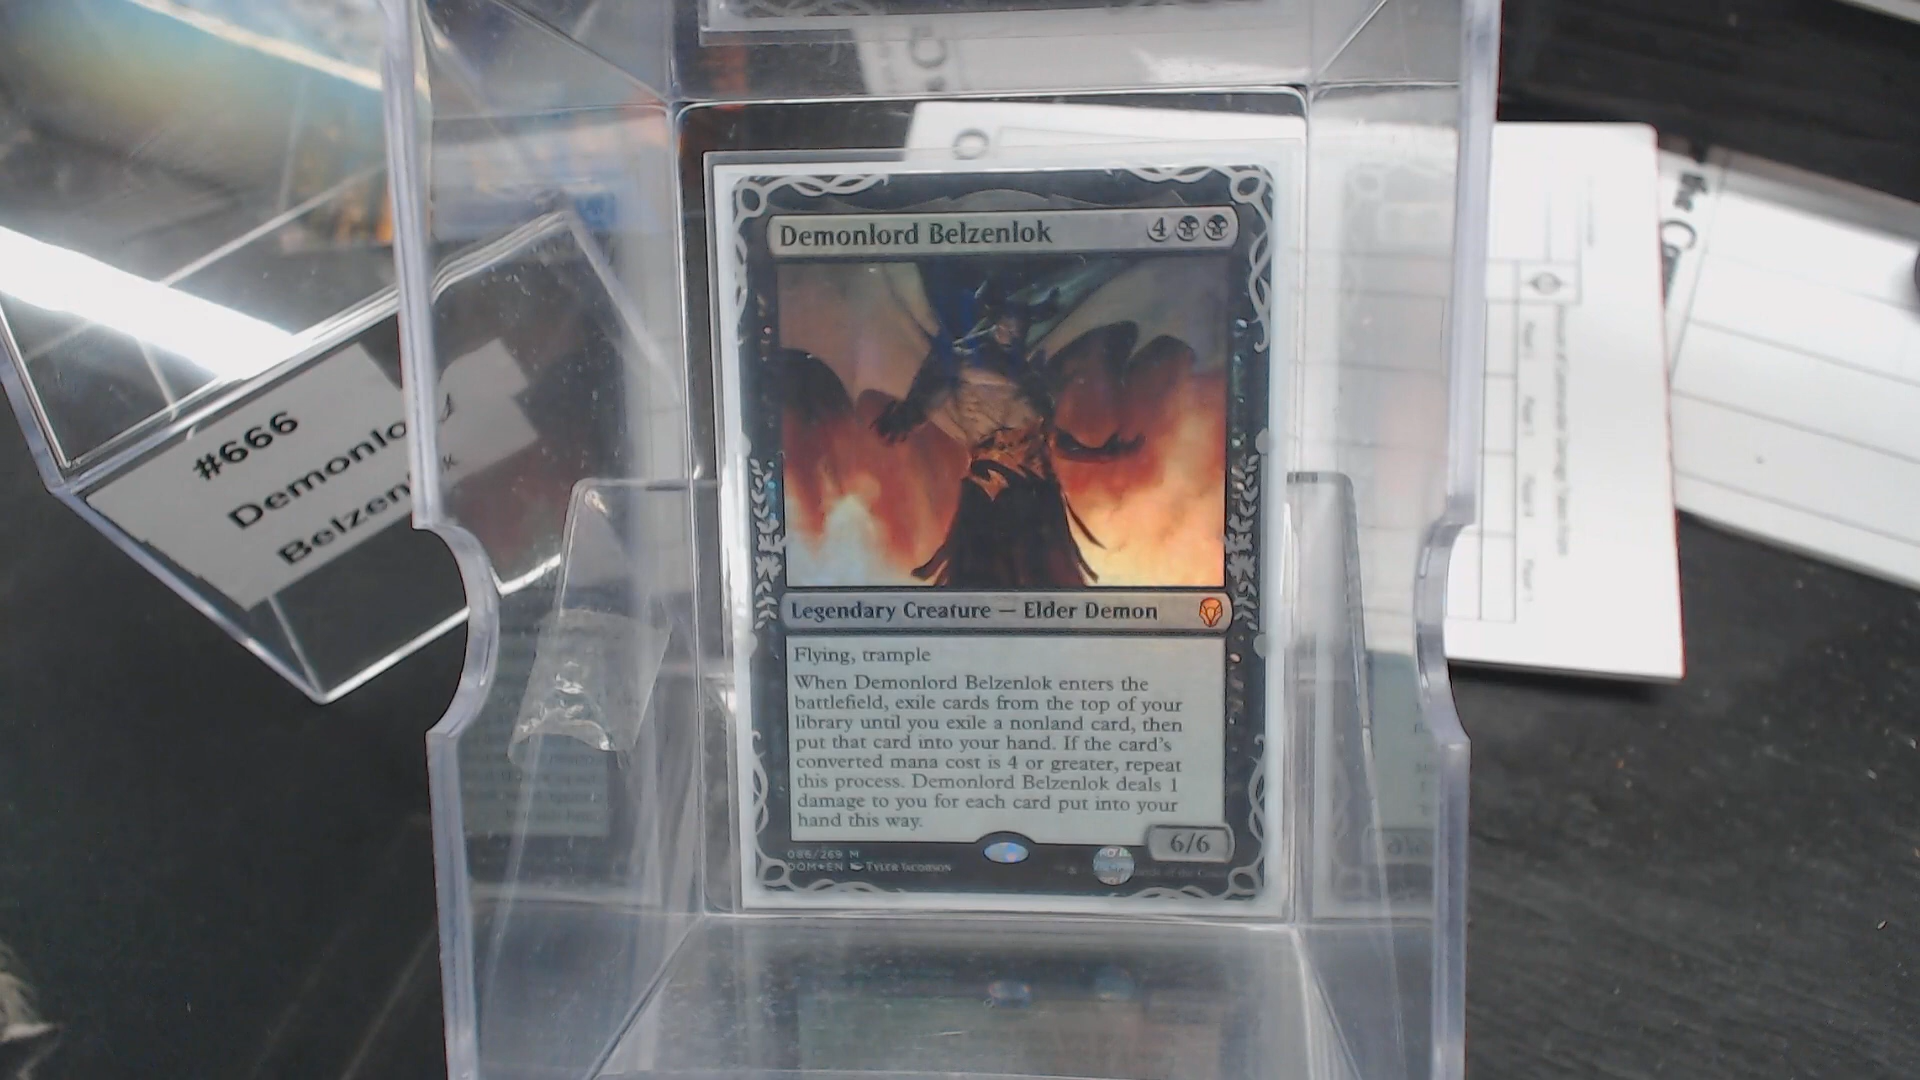 #666
Demonlord
Belzenlok
Demonlord Belzenlok 4
Legendary Creature — Elder Demon
Flying, trample
When Demonlord Belzenlok enters the
battlefield, exile cards from the top of your
library until you exile a nonland card, then
put that card into your hand. If the card's
converted mana cost is 4 or greater, repeat
this process. Demonlord Belzenlok deals 1
damage to you for each card put into your
hand this way.
6/6
086/269 M
DOM★EN Tyler Jacobson
the C